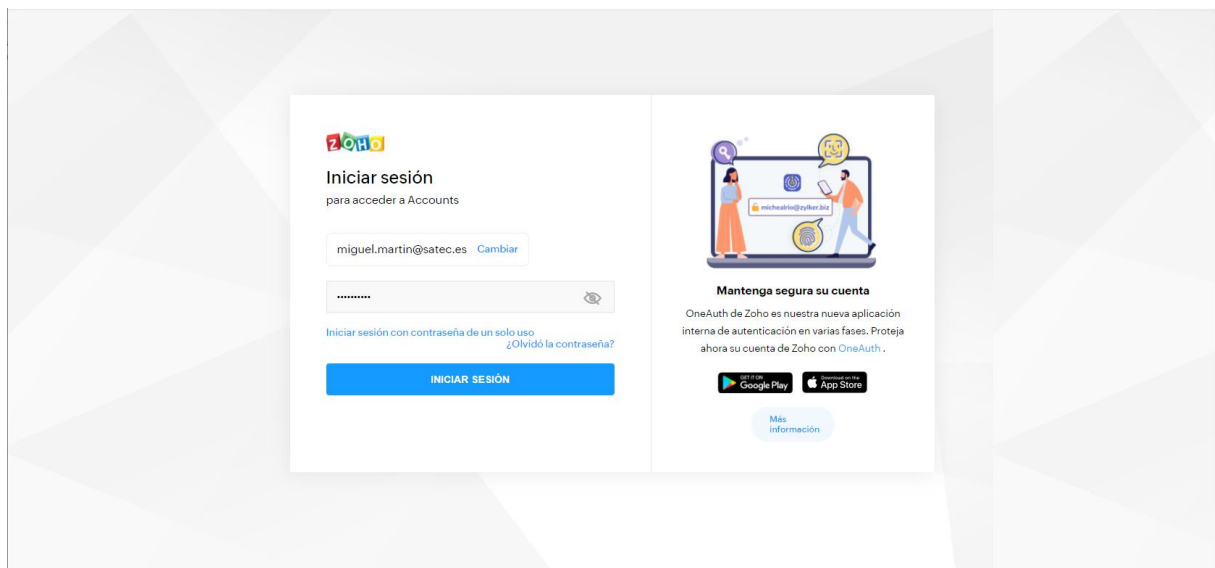 ZOHO
Iniciar sesión
para acceder a Accounts
miguel.martin@satec.es Cambiar
••••••••••
Iniciar sesión con contraseña de un solo uso
¿Olvidó la contraseña?
INICIAR SESIÓN
michealrio@zylker.biz
Mantenga segura su cuenta
OneAuth de Zoho es nuestra nueva aplicación
interna de autenticación en varias fases. Proteja
ahora su cuenta de Zoho con OneAuth .
GET IT ON
Google Play
Download on the
App Store
Más
información